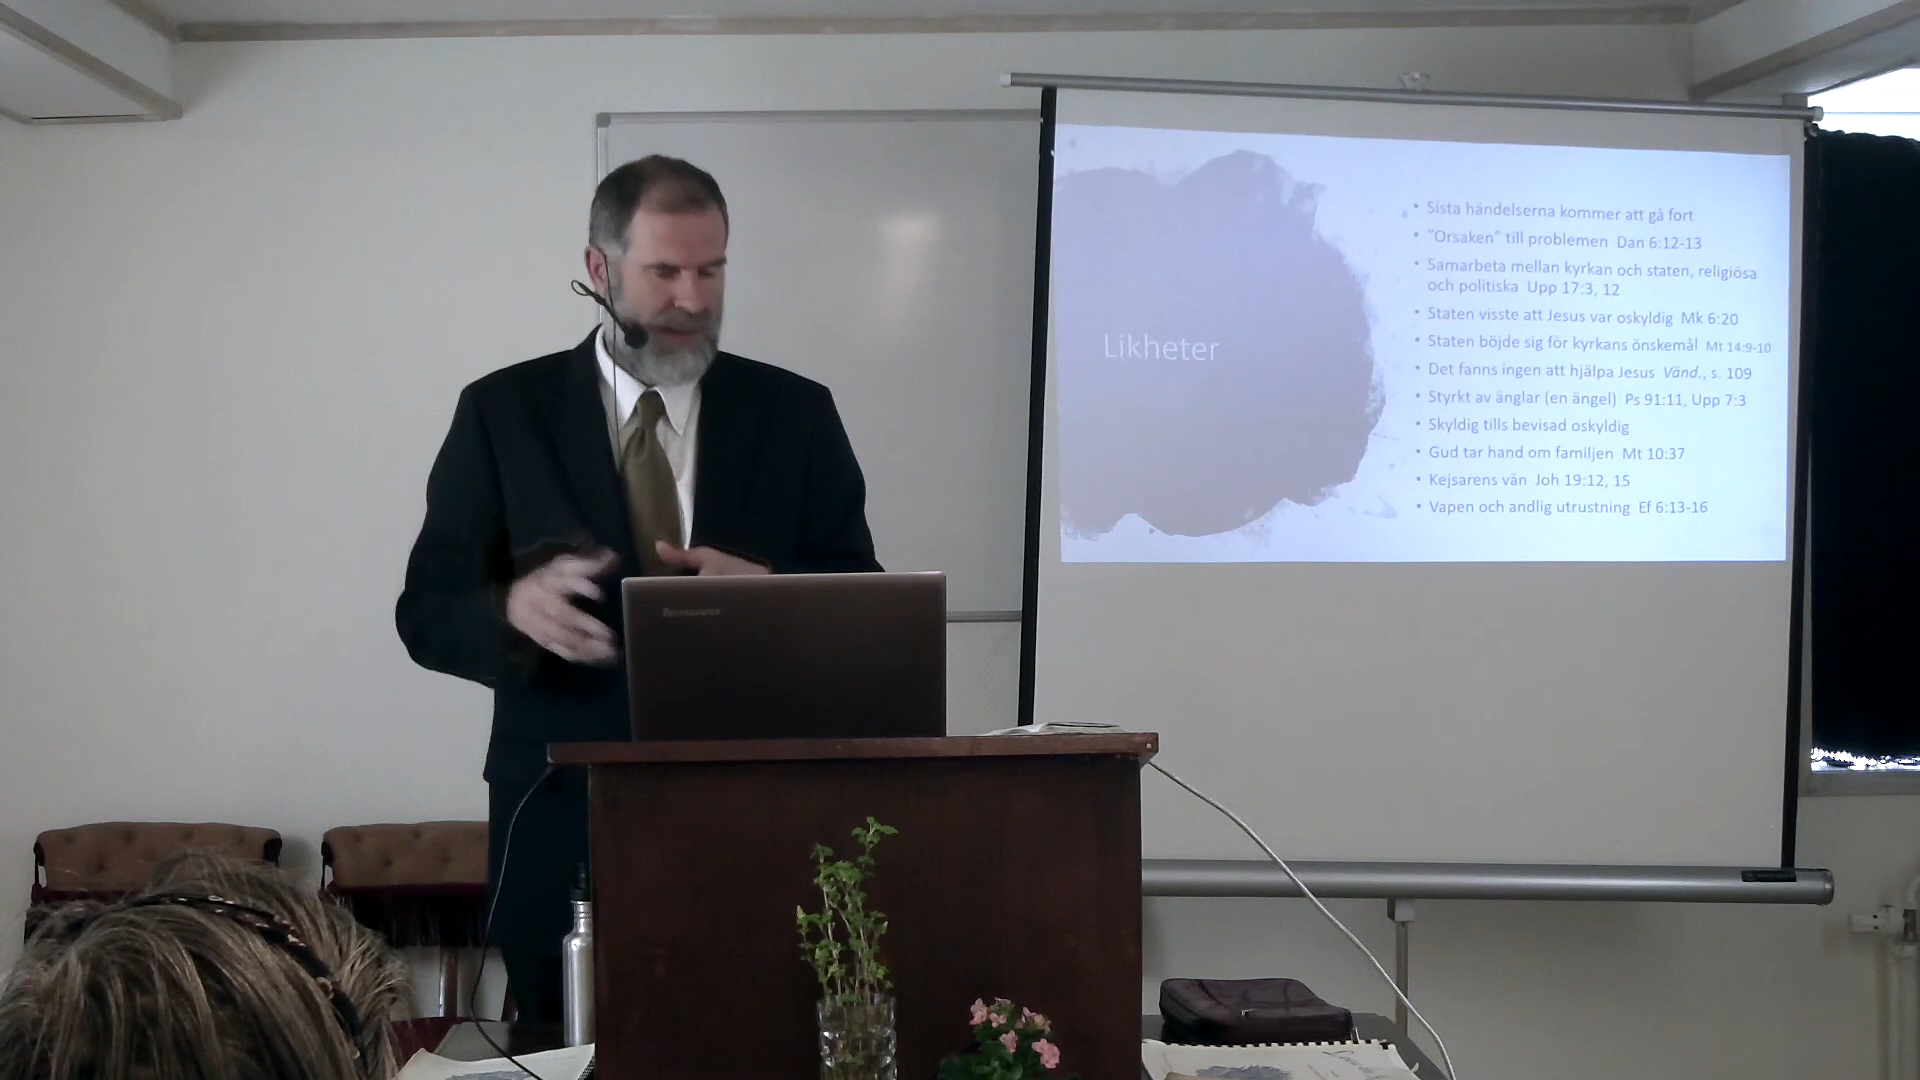 Likheter
• Sista händelserna kommer att gå fort
• ”Orsaken” till problemen Dan 6:12-13
• Samarbeta mellan kyrkan och staten, religiösa
och politiska Upp 17:3, 12
• Staten visste att Jesus var oskyldig Mk 6:20
• Staten böjde sig för kyrkans önskemål Mt 14:9-10
• Det fanns ingen att hjälpa Jesus Vänd., s. 109
• Styrkt av änglar (en ängel) Ps 91:11, Upp 7:3
• Skyldig tills bevisad oskyldig
• Gud tar hand om familjen Mt 10:37
• Kejsarens vän Joh 19:12, 15
• Vapen och andlig utrustning Ef 6:13-16
lenovo